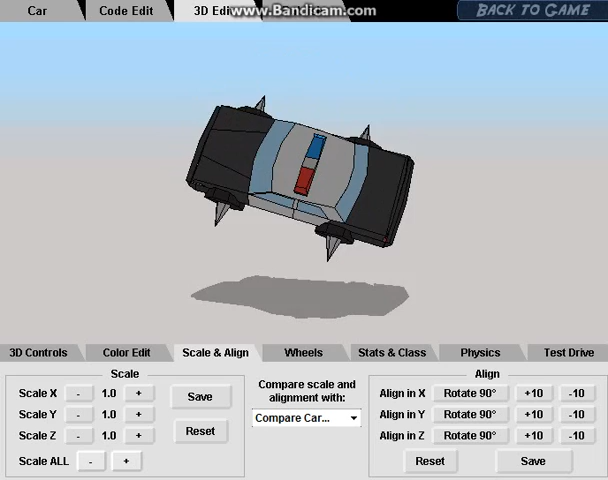 Car Code Edit 3D Edi www.Bandicam.com BACK TO GAME
3D Controls Color Edit Scale & Align Wheels Stats & Class Physics Test Drive
Scale
Scale X - 1.0 + Save
Scale Y - 1.0 +
Scale Z - 1.0 + Reset
Scale ALL - +
Compare scale and
alignment with:
Compare Car...
Align
Align in X Rotate 90° +10 -10
Align in Y Rotate 90° +10 -10
Align in Z Rotate 90° +10 -10
Reset Save